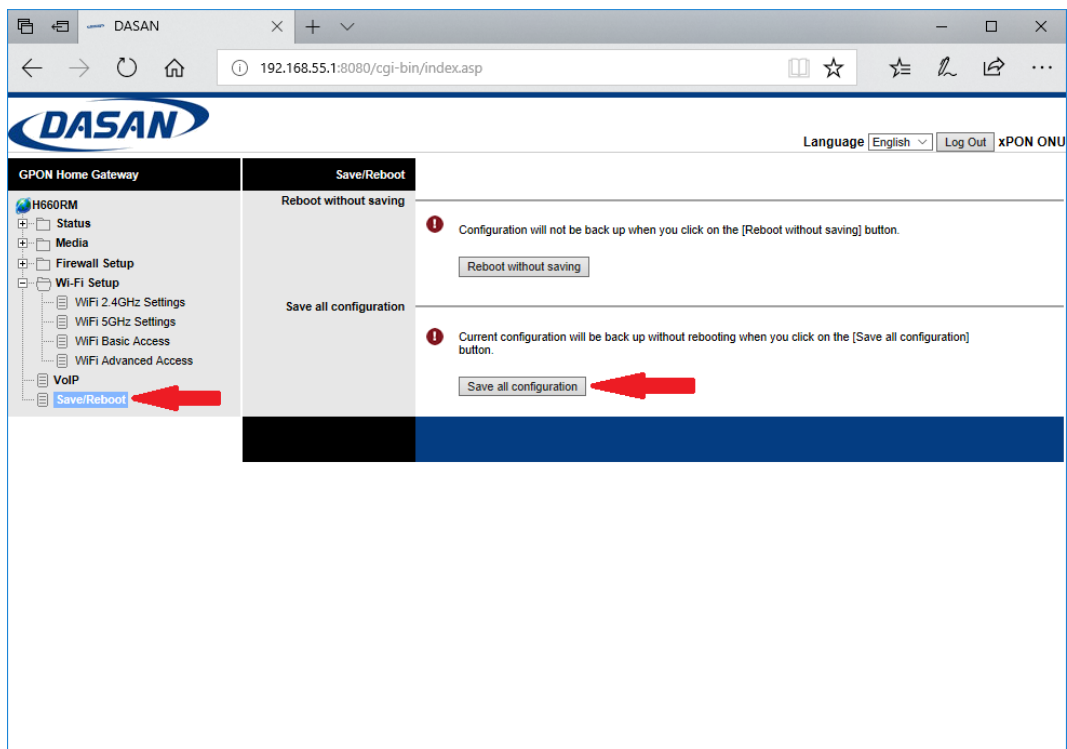 DASAN
192.168.55.1:8080/cgi-bin/index.asp
DASAN
Language English Log Out xPON ONU
GPON Home Gateway
Save/Reboot
H660RM
Status
Media
Firewall Setup
Wi-Fi Setup
WiFi 2.4GHz Settings
WiFi 5GHz Settings
WiFi Basic Access
WiFi Advanced Access
VoIP
Save/Reboot
Reboot without saving
Configuration will not be back up when you click on the [Reboot without saving] button.
Reboot without saving
Save all configuration
Current configuration will be back up without rebooting when you click on the [Save all configuration]
button.
Save all configuration